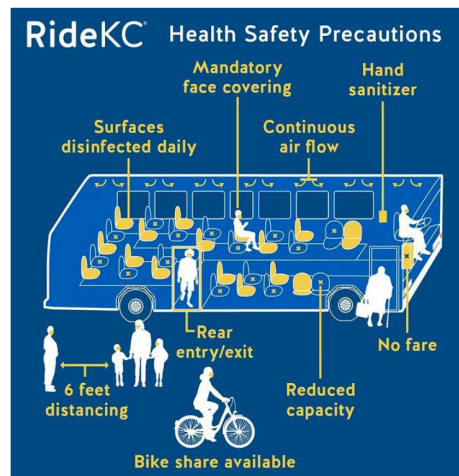 RideKC® Health Safety Precautions
Mandatory
face covering
Hand
sanitizer
Surfaces
disinfected daily
Continuous
air flow
Rear
entry/exit
No fare
6 feet
distancing
Reduced
capacity
Bike share available